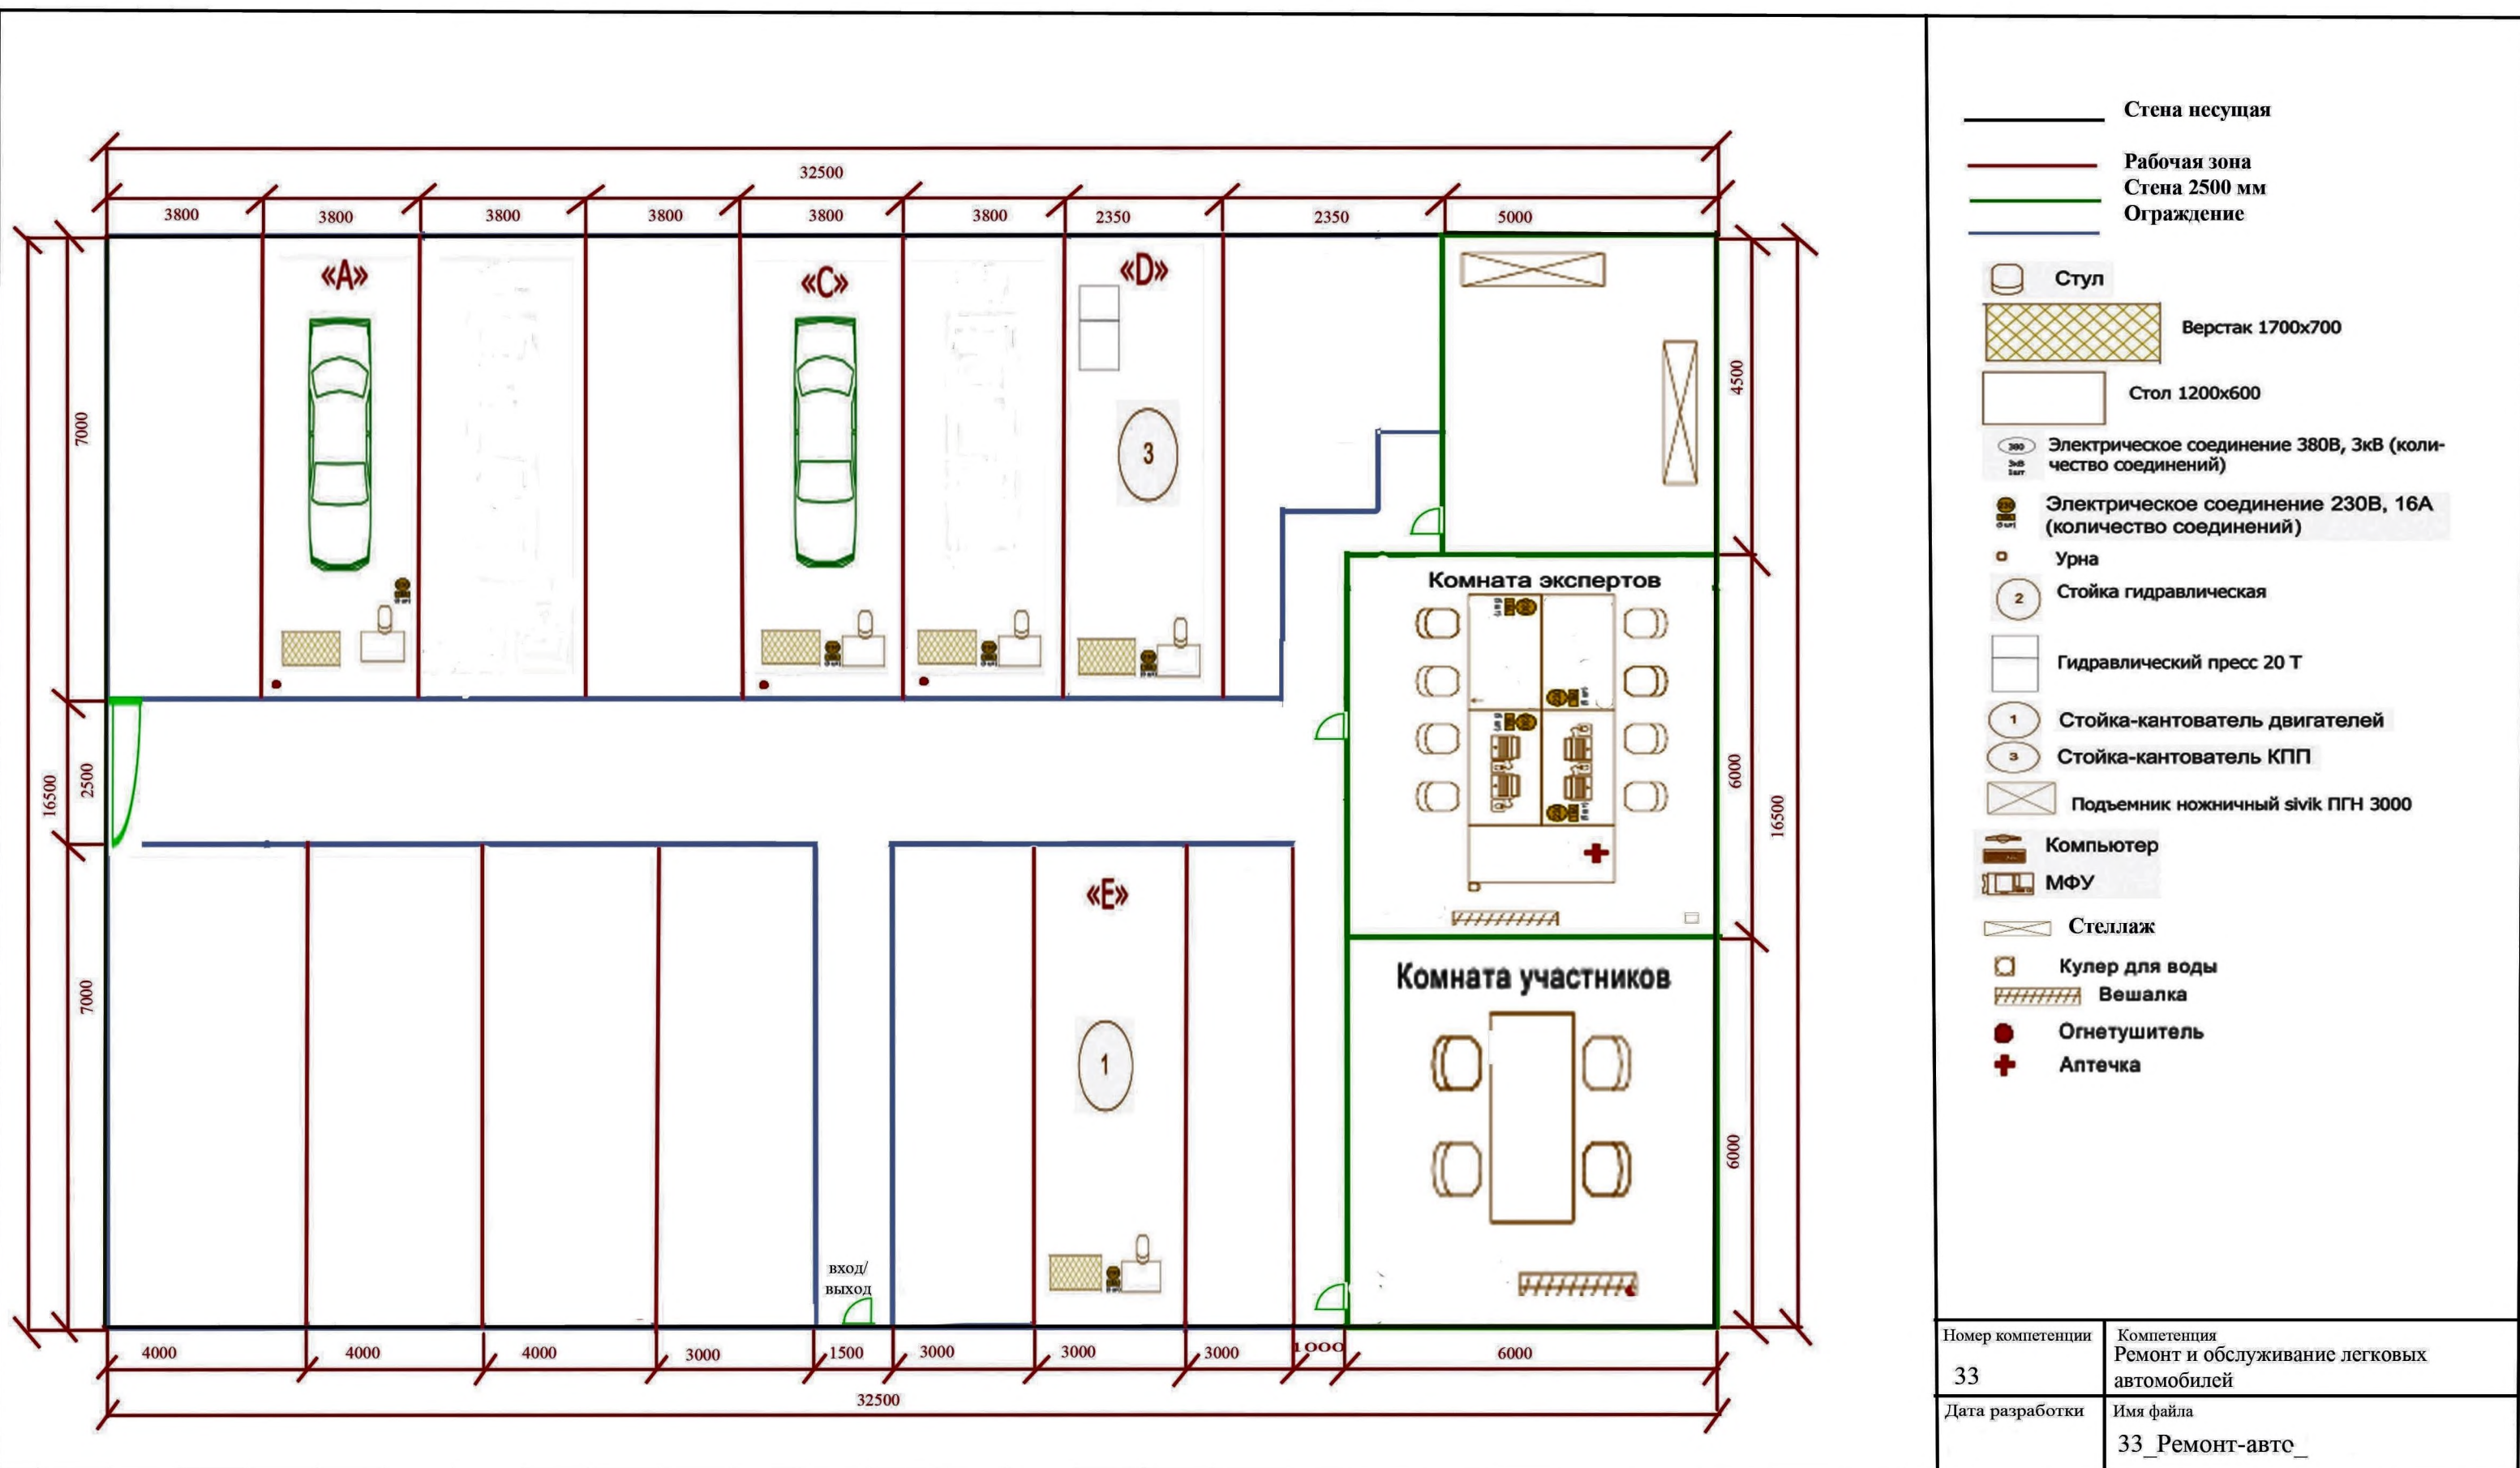 32500
3800
3800
3800
3800
3800
3800
2350
2350
5000
«A»
«C»
«D»
3
7000
2500
16500
7000
4500
6000
16500
6000
Комната экспертов
Комната участников
«E»
1
вход/
выход
4000
4000
4000
3000
1500
3000
3000
3000
1000
6000
32500
Стена несущая
Рабочая зона
Стена 2500 мм
Ограждение
Стул
Верстак 1700х700
Стол 1200х600
380
3кВ
1шт
Электрическое соединение 380В, 3кВ (коли-
чество соединений)
Электрическое соединение 230В, 16А
(количество соединений)
Урна
2
Стойка гидравлическая
Гидравлический пресс 20 Т
1
Стойка-кантователь двигателей
3
Стойка-кантователь КПП
Подъемник ножничный sivik ПГН 3000
Компьютер
МФУ
Стеллаж
Кулер для воды
Вешалка
Огнетушитель
Аптечка
Номер компетенции
33
Компетенция
Ремонт и обслуживание легковых
автомобилей
Дата разработки
Имя файла
33_Ремонт-авто_